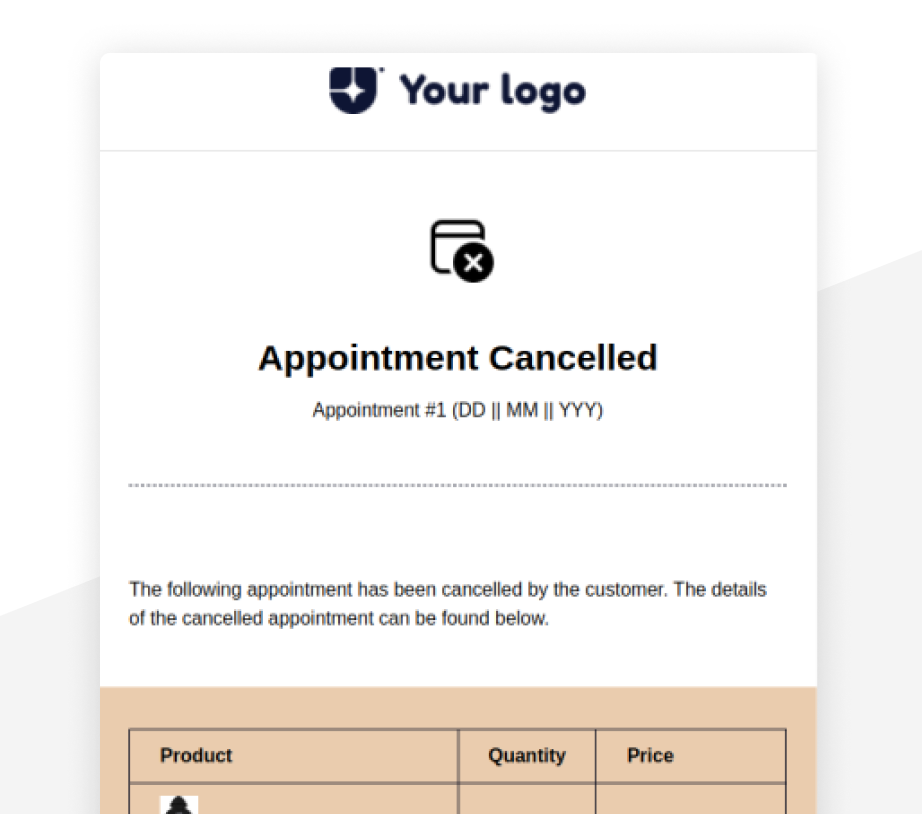 Your logo
Appointment Cancelled
Appointment #1 (DD || MM || YYY)
The following appointment has been cancelled by the customer. The details
of the cancelled appointment can be found below.
Product Quantity Price